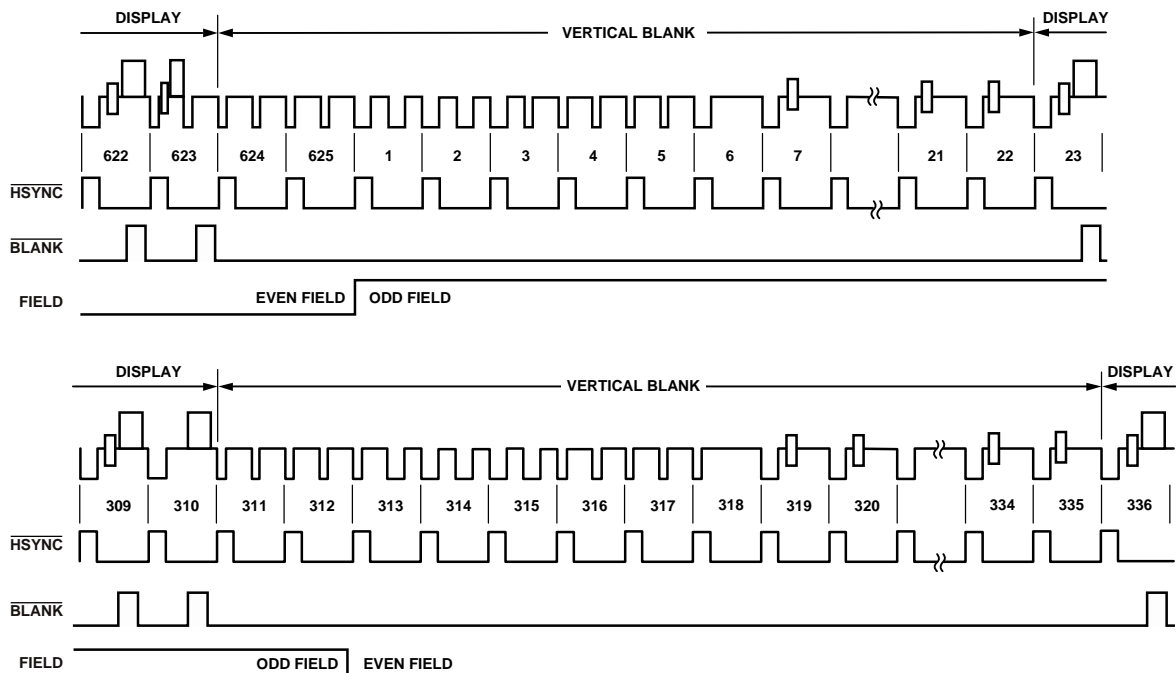 DISPLAY VERTICAL BLANK DISPLAY
622 623 624 625 1 2 3 4 5 6 7 21 22 23
HSYNC
BLANK
FIELD EVEN FIELD ODD FIELD
DISPLAY VERTICAL BLANK DISPLAY
309 310 311 312 313 314 315 316 317 318 319 320 334 335 336
HSYNC
BLANK
FIELD ODD FIELD EVEN FIELD